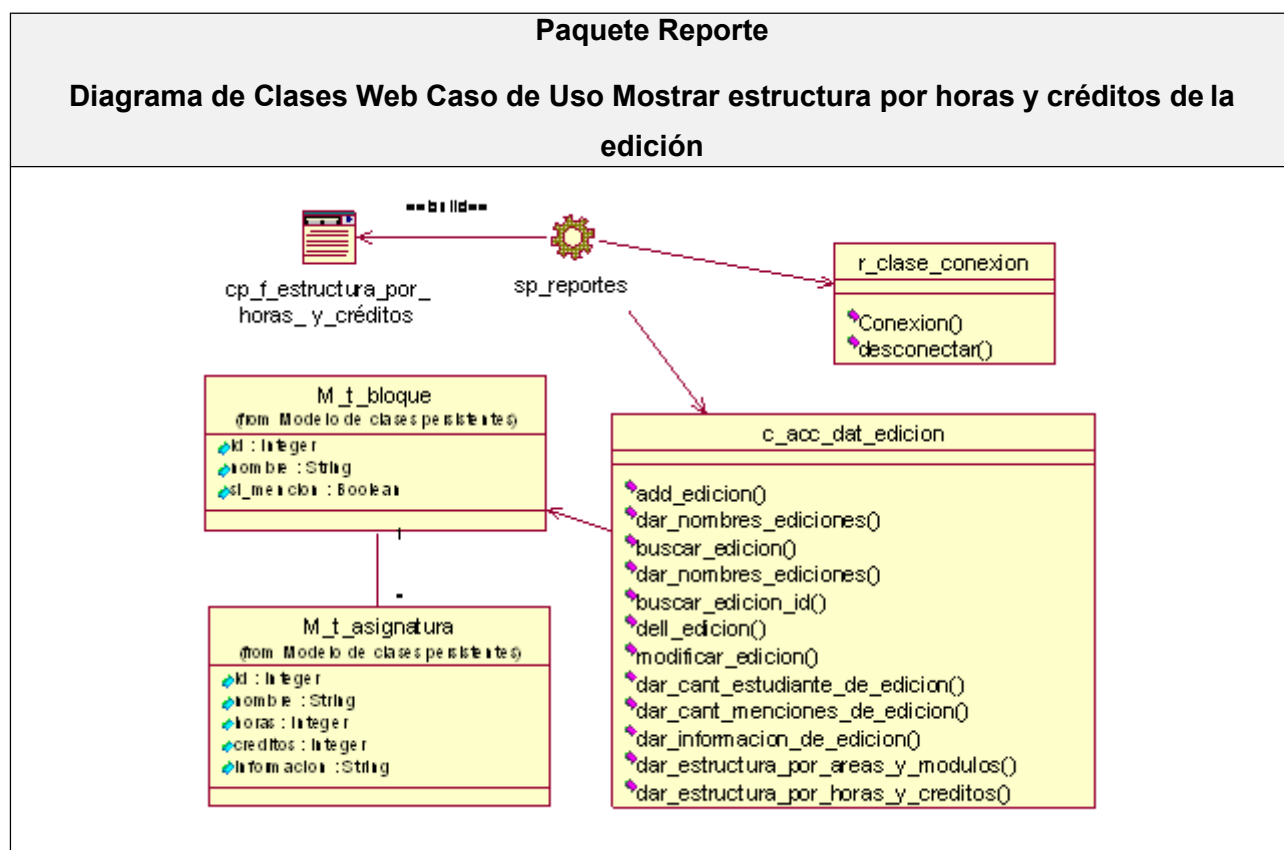 Paquete Reporte
Diagrama de Clases Web Caso de Uso Mostrar estructura por horas y créditos de la
edición
==build==
cp_f_estructura_por_
horas_ y_créditos
sp_reportes
r_clase_conexion
Conexion()
desconectar()
M_t_bloque
(from Modelo de clases persistentes)
id : Integer
nombre : String
si_mencion : Boolean
1
*
M_t_asignatura
(from Modelo de clases persistentes)
id : Integer
nombre : String
horas : Integer
creditos : Integer
informacion : String
c_acc_dat_edicion
add_edicion()
dar_nombres_ediciones()
buscar_edicion()
dar_nombres_ediciones()
buscar_edicion_id()
dell_edicion()
modificar_edicion()
dar_cant_estudiante_de_edicion()
dar_cant_menciones_de_edicion()
dar_informacion_de_edicion()
dar_estructura_por_areas_y_modulos()
dar_estructura_por_horas_y_creditos()